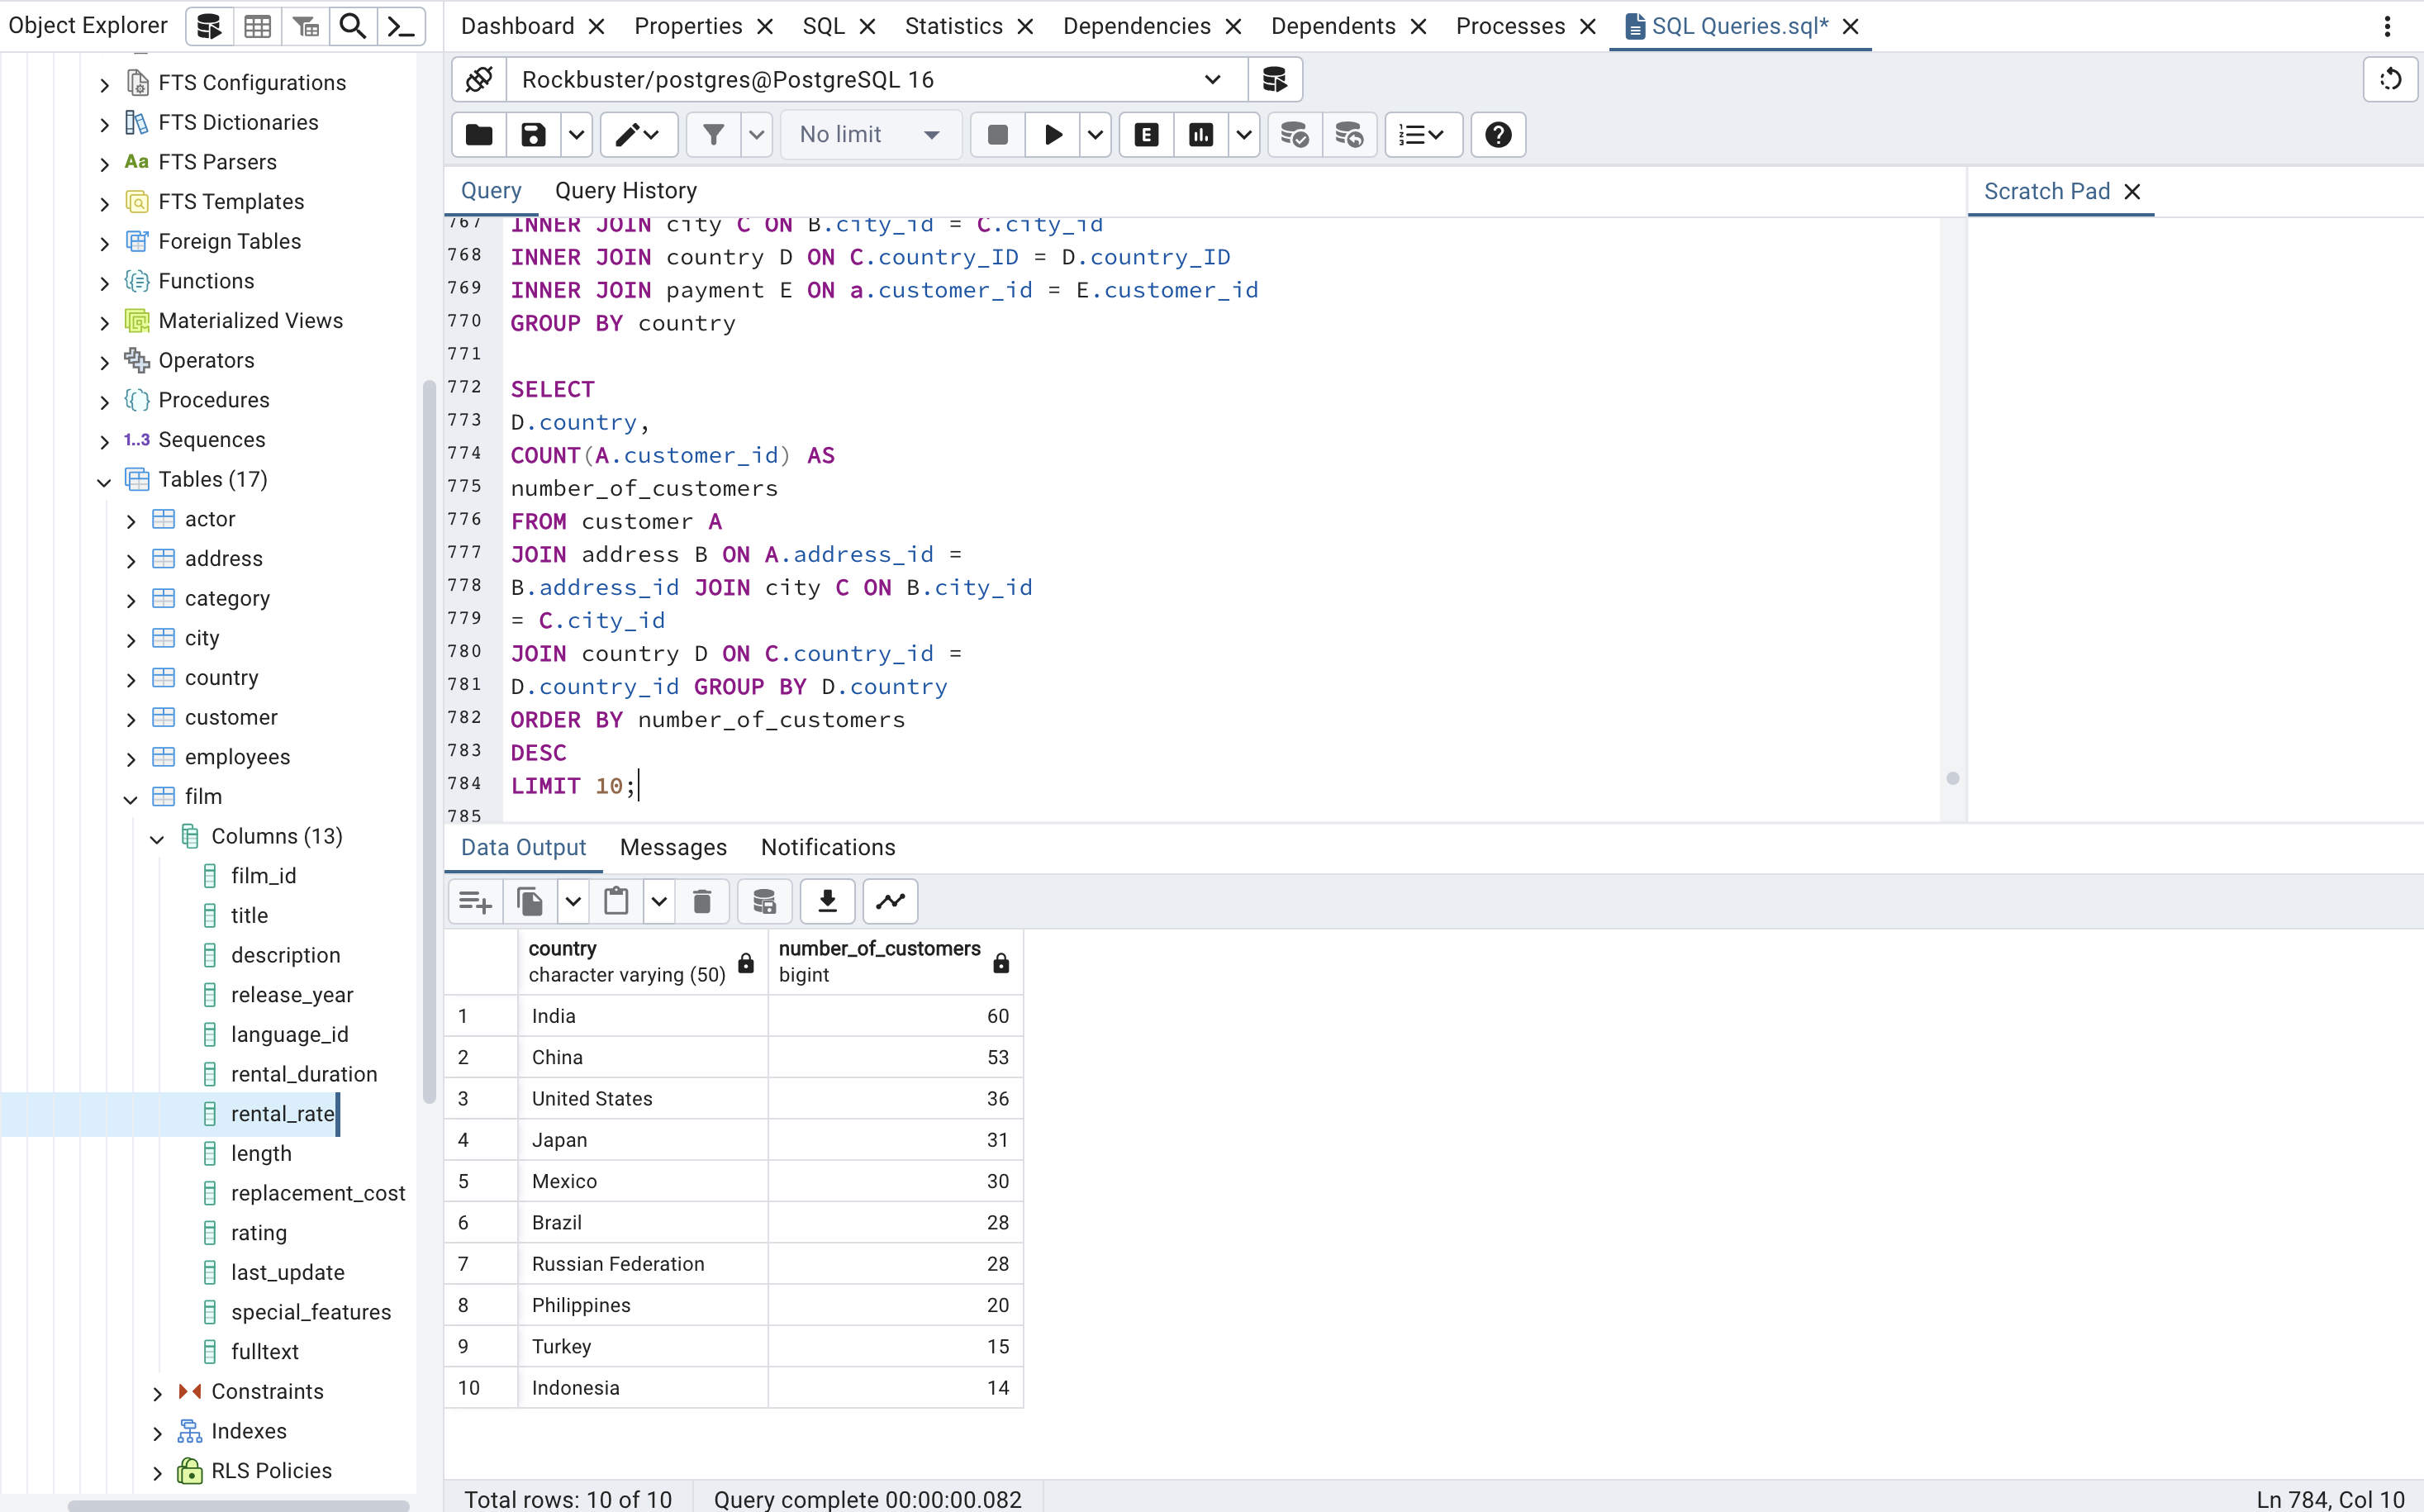 Object Explorer
Dashboard
Properties
SQL
Statistics
Dependencies
Dependents
Processes
SQL Queries.sql*
FTS Configurations
FTS Dictionaries
Aa FTS Parsers
FTS Templates
Foreign Tables
Functions
Materialized Views
Operators
Procedures
1..3 Sequences
Tables (17)
actor
address
category
city
country
customer
employees
film
Columns (13)
film_id
title
description
release_year
language_id
rental_duration
rental_rate
length
replacement_cost
rating
last_update
special_features
fulltext
Constraints
Indexes
RLS Policies
Rockbuster/postgres@PostgreSQL 16
No limit
E
Query
Query History
Scratch Pad
767 INNER JOIN city C ON B.city_id = C.city_id
768 INNER JOIN country D ON C.country_ID = D.country_ID
769 INNER JOIN payment E ON a.customer_id = E.customer_id
770 GROUP BY country
771
772 SELECT
773 D.country,
774 COUNT(A.customer_id) AS
775 number_of_customers
776 FROM customer A
777 JOIN address B ON A.address_id =
778 B.address_id JOIN city C ON B.city_id
779 = C.city_id
780 JOIN country D ON C.country_id =
781 D.country_id GROUP BY D.country
782 ORDER BY number_of_customers
783 DESC
784 LIMIT 10;
785
Data Output
Messages
Notifications
country number_of_customers
character varying (50) bigint
1 India 60
2 China 53
3 United States 36
4 Japan 31
5 Mexico 30
6 Brazil 28
7 Russian Federation 28
8 Philippines 20
9 Turkey 15
10 Indonesia 14
Total rows: 10 of 10
Query complete 00:00:00.082
Ln 784, Col 10